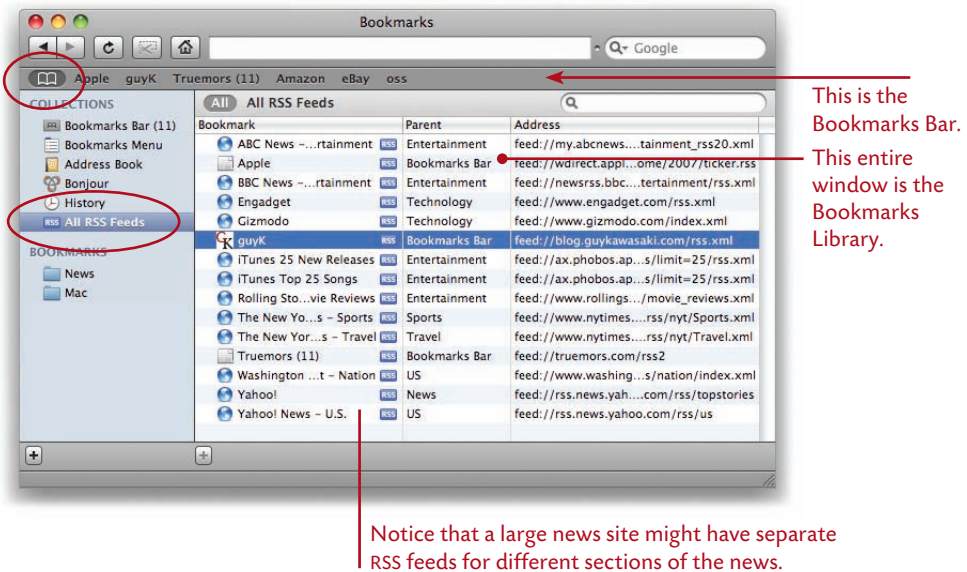 Bookmarks
Q Google
Apple guyK Truemors (11) Amazon eBay oss
COLLECTIONS
Bookmarks Bar (11)
Bookmarks Menu
Address Book
Bonjour
History
RSS All RSS Feeds
BOOKMARKS
News
Mac
All All RSS Feeds
Bookmark Parent Address
ABC News –...rtainment RSS Entertainment feed://my.abcnews....tainment_rss20.xml
Apple RSS Bookmarks Bar feed://wdirect.appl...ome/2007/ticker.rss
BBC News –...rtainment RSS Entertainment feed://newsrss.bbc....tertainment/rss.xml
Engadget RSS Technology feed://www.engadget.com/rss.xml
Gizmodo RSS Technology feed://www.gizmodo.com/index.xml
GK guyK RSS Bookmarks Bar feed://blog.guykawasaki.com/rss.xml
iTunes 25 New Releases RSS Entertainment feed://ax.phobos.ap...s/limit=25/rss.xml
iTunes Top 25 Songs RSS Entertainment feed://ax.phobos.ap...s/limit=25/rss.xml
Rolling Sto...vie Reviews RSS Entertainment feed://www.rollings.../movie_reviews.xml
The New Yo...s – Sports RSS Sports feed://www.nytimes....rss/nyt/Sports.xml
The New Yor...s – Travel RSS Travel feed://www.nytimes....rss/nyt/Travel.xml
Truemors (11) RSS Bookmarks Bar feed://truemors.com/rss2
Washington ...t – Nation RSS US feed://www.washing...s/nation/index.xml
Yahoo! RSS News feed://rss.news.yah....com/rss/topstories
Yahoo! News – U.S. RSS US feed://rss.news.yahoo.com/rss/us
This is the
Bookmarks Bar.
This entire
window is the
Bookmarks
Library.
Notice that a large news site might have separate
RSS feeds for different sections of the news.